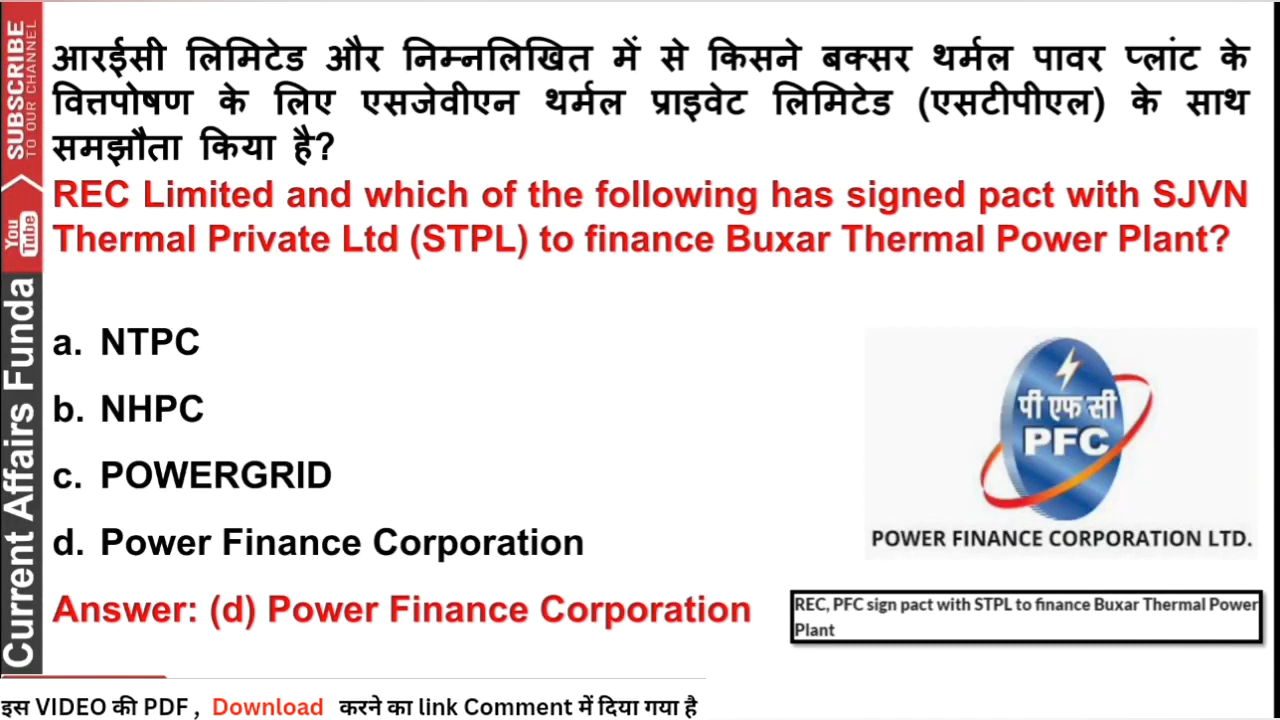 आरईसी लिमिटेड और निम्नलिखित में से किसने बक्सर थर्मल पावर प्लांट के
वित्तपोषण के लिए एसजेवीएन थर्मल प्राइवेट लिमिटेड (एसटीपीएल) के साथ
समझौता किया है?
REC Limited and which of the following has signed pact with SJVN
Thermal Private Ltd (STPL) to finance Buxar Thermal Power Plant?
a. NTPC
b. NHPC
c. POWERGRID
d. Power Finance Corporation
Answer: (d) Power Finance Corporation
पी एफ सी
PFC
POWER FINANCE CORPORATION LTD.
REC, PFC sign pact with STPL to finance Buxar Thermal Power
Plant
SUBSCRIBE
TO OUR CHANNEL
You
Tube
Current Affairs Funda
इस VIDEO की PDF , Download करने का link Comment में दिया गया है